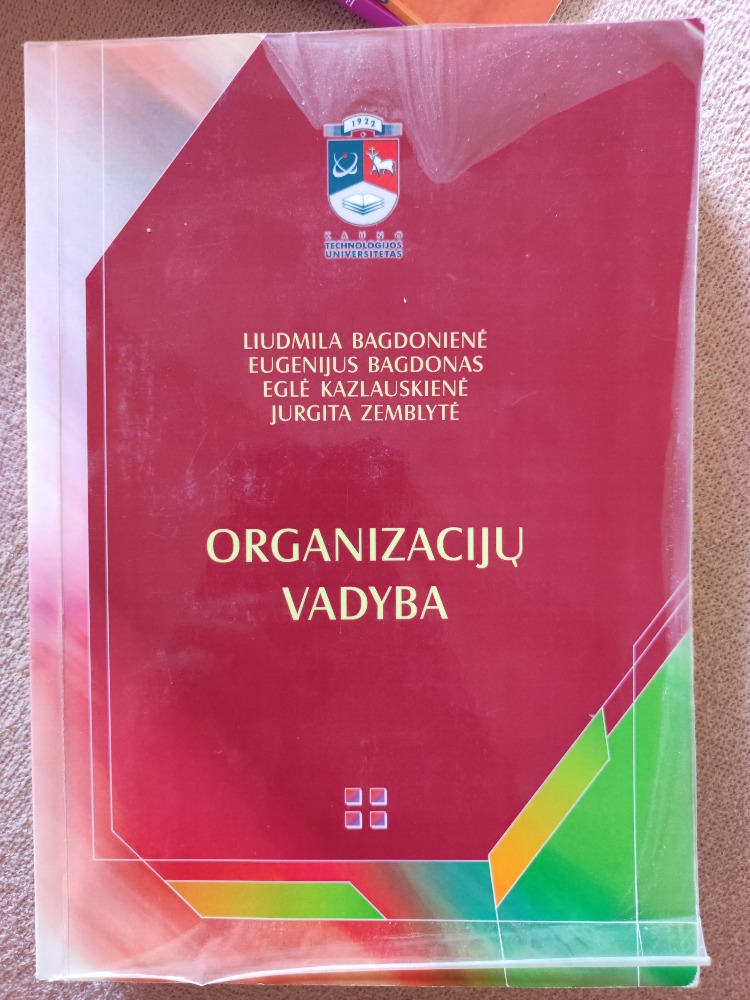 1922
KAUNO
TECHNOLOGIJOS
UNIVERSITETAS
LIUDMILA BAGDONIENĖ
EUGENIJUS BAGDONAS
EGLĖ KAZLAUSKIENĖ
JURGITA ZEMBLYTĖ
ORGANIZACIJŲ
VADYBA